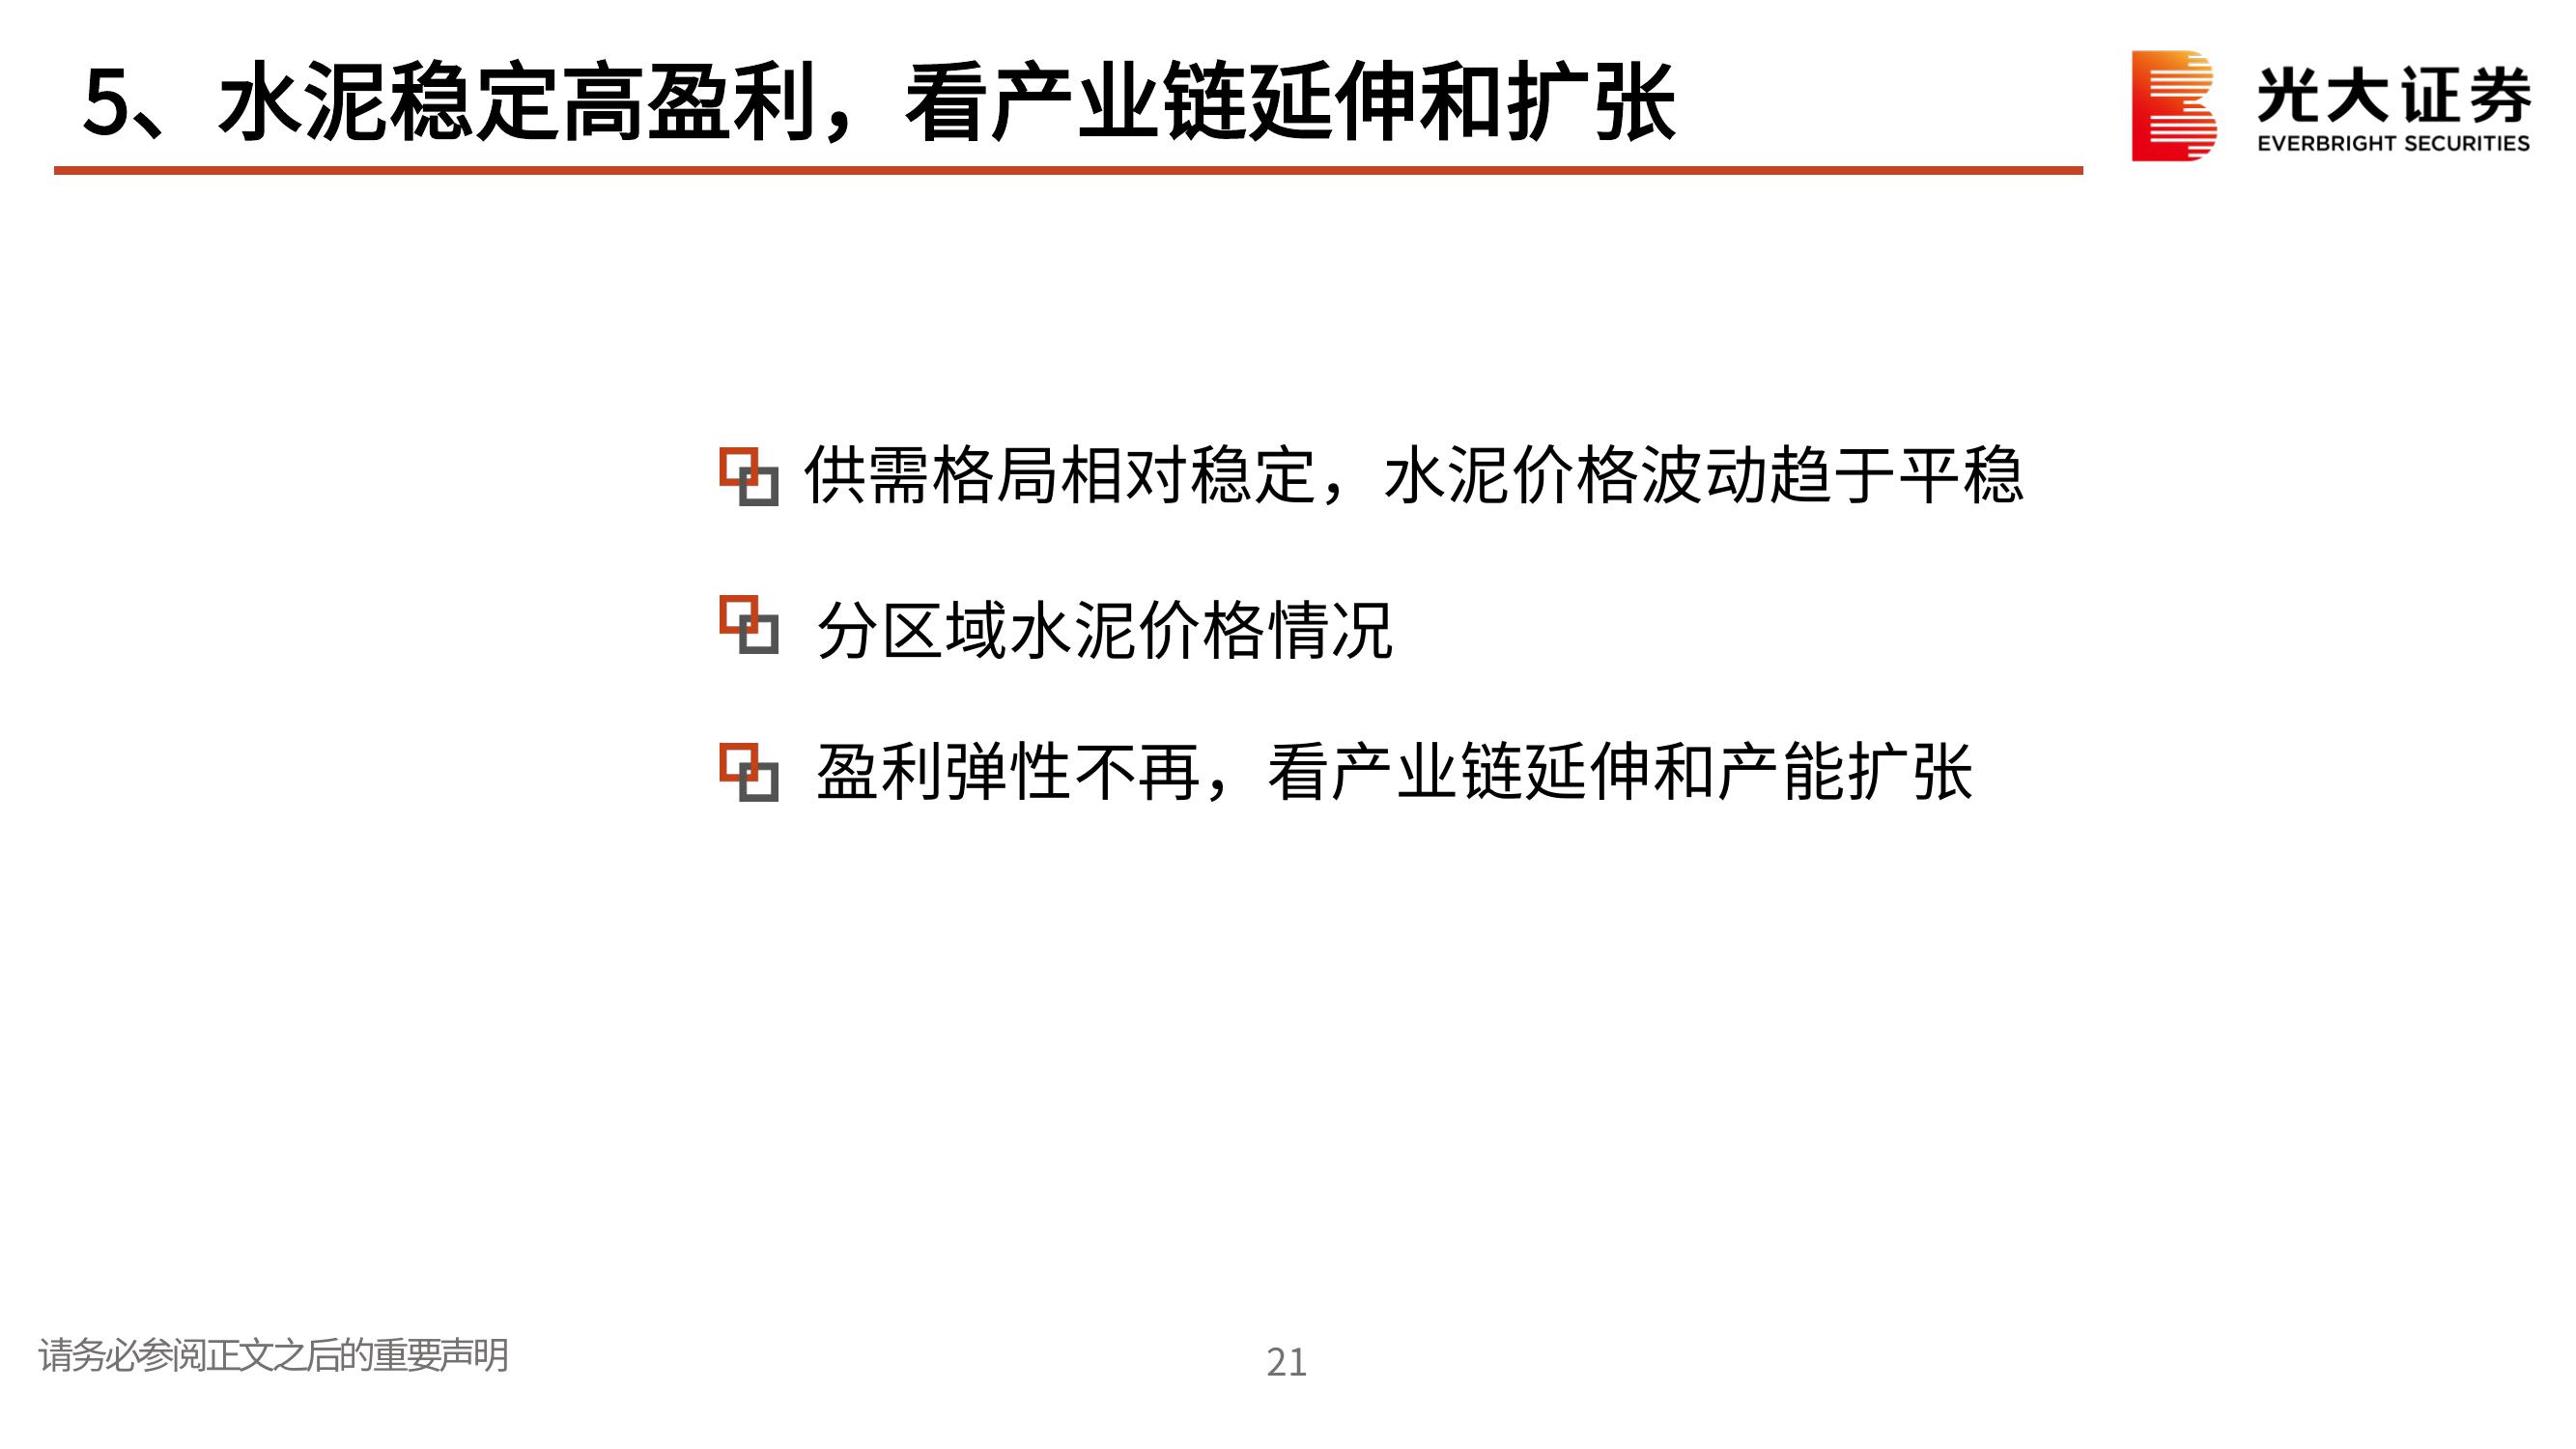 5、水泥稳定高盈利，看产业链延伸和扩张
光大证券
EVERBRIGHT SECURITIES
供需格局相对稳定，水泥价格波动趋于平稳
分区域水泥价格情况
盈利弹性不再，看产业链延伸和产能扩张
请务必参阅正文之后的重要声明
21